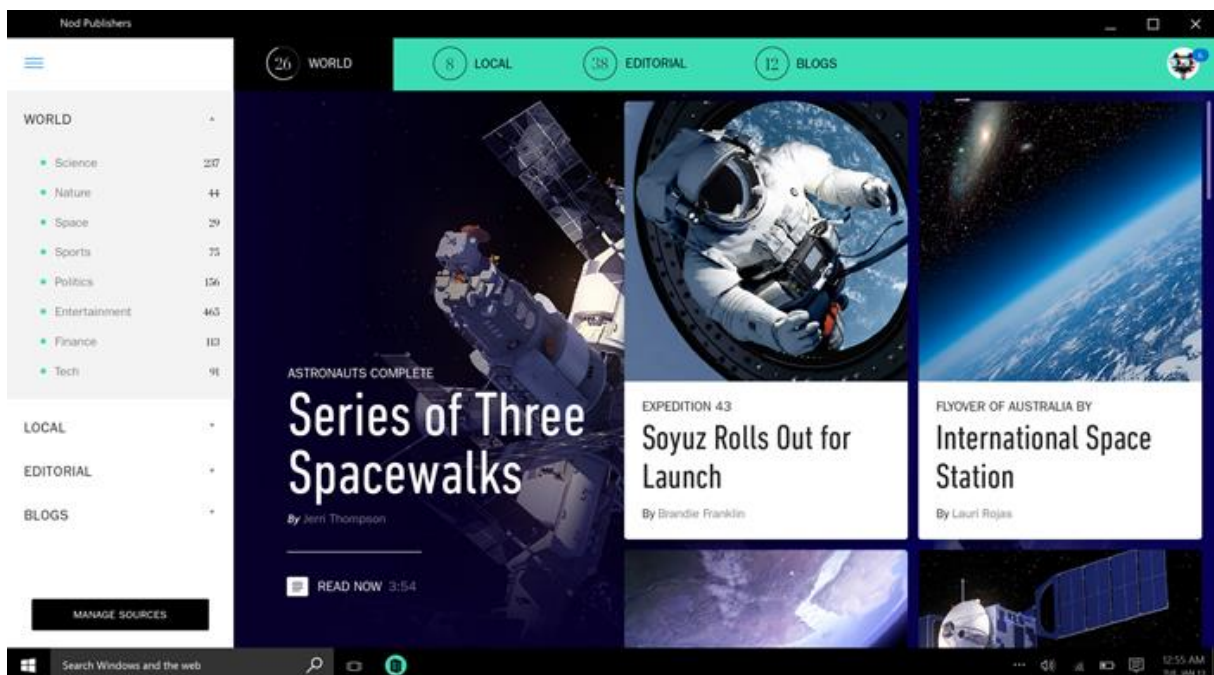 Nod Publishers
26 WORLD
8 LOCAL
38 EDITORIAL
12 BLOGS
WORLD
Science 237
Nature 44
Space 29
Sports 75
Politics 156
Entertainment 465
Finance 113
Tech 91
LOCAL
EDITORIAL
BLOGS
MANAGE SOURCES
ASTRONAUTS COMPLETE
Series of Three
Spacewalks
By Jerri Thompson
READ NOW 3:54
EXPEDITION 43
Soyuz Rolls Out for
Launch
By Brandie Franklin
FLYOVER OF AUSTRALIA BY
International Space
Station
By Lauri Rojas
Search Windows and the web
12:55 AM